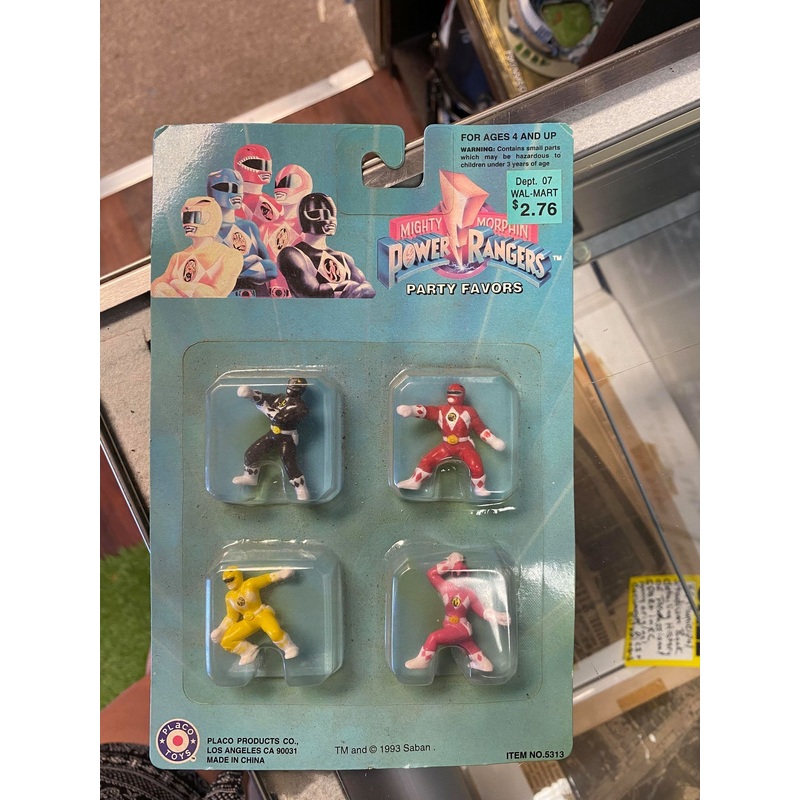 FOR AGES 4 AND UP
WARNING: Contains small parts
which may be hazardous to
children under 3 years of age
Dept. 07
WAL-MART
$2.76
MIGHTY MORPHIN
POWER RANGERS™
PARTY FAVORS
PLACO
TOYS
PLACO PRODUCTS CO.,
LOS ANGELES CA 90031
MADE IN CHINA
TM and © 1993 Saban .
ITEM NO.5313